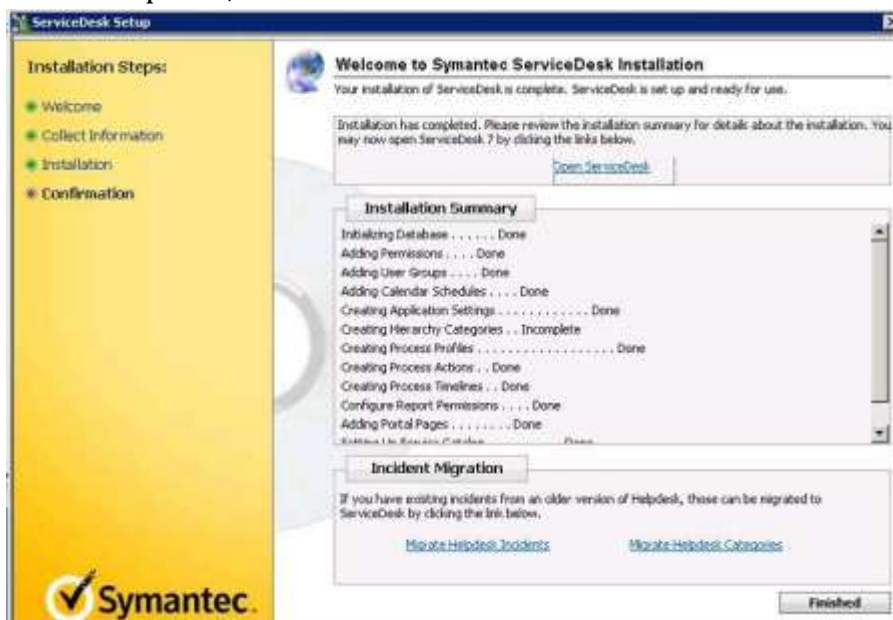 ServiceDesk Setup
Installation Steps:
Welcome
Collect Information
Installation
Confirmation
Welcome to Symantec ServiceDesk Installation
Your installation of ServiceDesk is complete. ServiceDesk is set up and ready for use.
Installation has completed. Please review the installation summary for details about the installation. You
may now open ServiceDesk 7 by clicking the links below.
Open ServiceDesk
Installation Summary
Initializing Database . . . . . . Done
Adding Permissions . . . . Done
Adding User Groups . . . . Done
Adding Calendar Schedules . . . . Done
Creating Application Settings . . . . . . . . . . . . Done
Creating Hierarchy Categories . . Incomplete
Creating Process Profiles . . . . . . . . . . . . . . . . . . Done
Creating Process Actions . . Done
Creating Process Timelines . . Done
Configure Report Permissions . . . . Done
Adding Portal Pages . . . . . . . . Done
Setting Up Service Catalog . . . . . . . . . . . Done
Incident Migration
If you have existing incidents from an older version of Helpdesk, those can be migrated to
ServiceDesk by clicking the link below.
Migrate Helpdesk Incidents
Migrate Helpdesk Categories
Symantec.
Finished